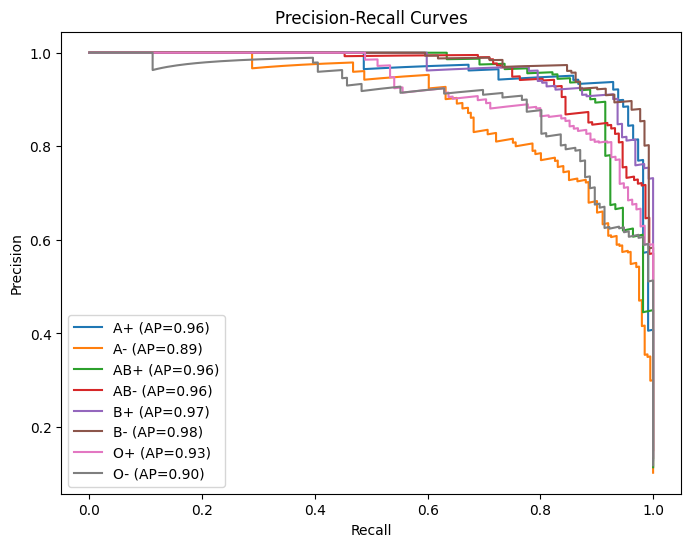 Precision-Recall Curves
1.0
0.8
0.6
0.4
0.2
Precision
A+ (AP=0.96)
A- (AP=0.89)
AB+ (AP=0.96)
AB- (AP=0.96)
B+ (AP=0.97)
B- (AP=0.98)
O+ (AP=0.93)
O- (AP=0.90)
0.0 0.2 0.4 0.6 0.8 1.0
Recall